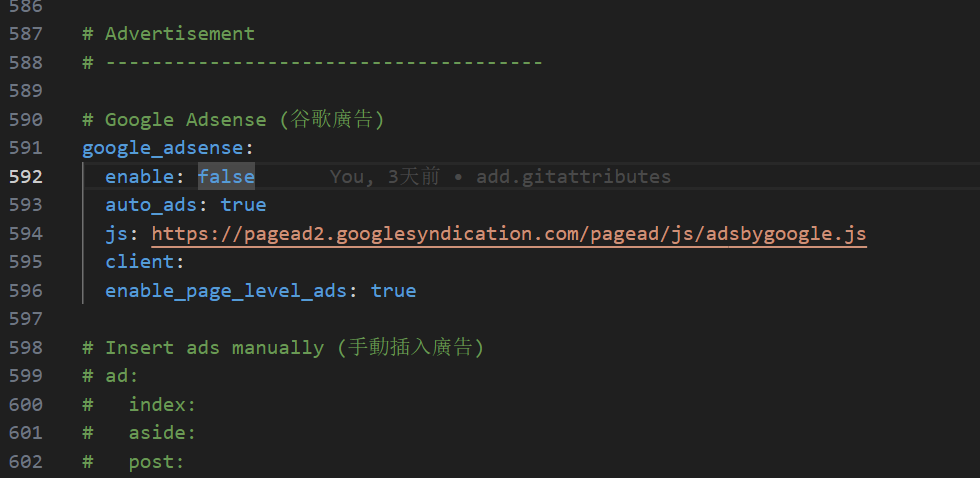 586
587 # Advertisement
588 # --------------------------------------
589
590 # Google Adsense (谷歌廣告)
591 google_adsense:
592 enable: false You, 3天前 • add.gitattributes
593 auto_ads: true
594 js: https://pagead2.googlesyndication.com/pagead/js/adsbygoogle.js
595 client:
596 enable_page_level_ads: true
597
598 # Insert ads manually (手動插入廣告)
599 # ad:
600 # index:
601 # aside:
602 # post: